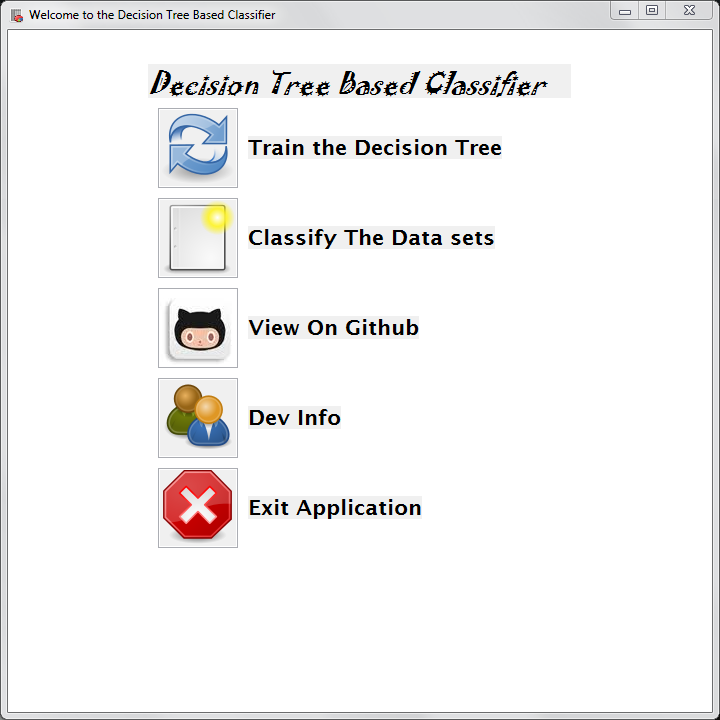 Welcome to the Decision Tree Based Classifier
Decision Tree Based Classifier
Train the Decision Tree
Classify The Data sets
View On Github
Dev Info
Exit Application